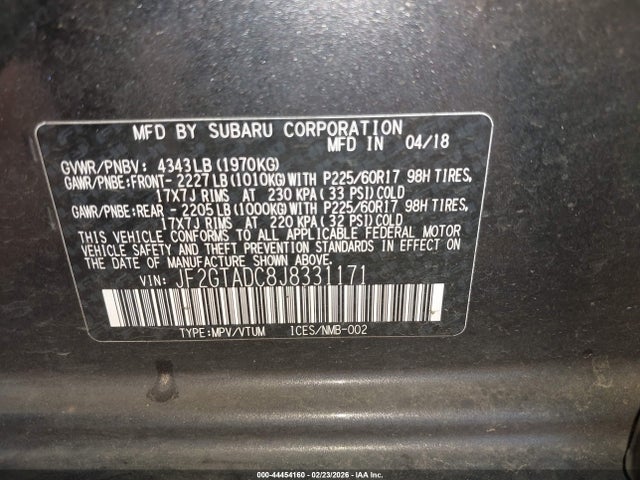 MFD BY SUBARU CORPORATION
MFD IN 04/18
GVWR/PNBV: 4343LB(1970KG)
GAWR/PNBE:FRONT- 2227LB(1010KG)WITH P225/60R17 98H TIRES,
17X7J RIMS AT 230 KPA(33 PSI)COLD
GAWR/PNBE:REAR - 2205LB(1000KG)WITH P225/60R17 98H TIRES,
17X7J RIMS AT 220 KPA(32 PSI)COLD
THIS VEHICLE CONFORMS TO ALL APPLICABLE FEDERAL MOTOR
VEHICLE SAFETY AND THEFT PREVENTION STANDARDS IN EFFECT
ON THE DATE OF MANUFACTURE SHOWN ABOVE.
VIN: JF2GTADC8J8331171
TYPE:MPV/VTUM ICES/NMB-002
000-44454160 - 02/23/2026 - IAA Inc.